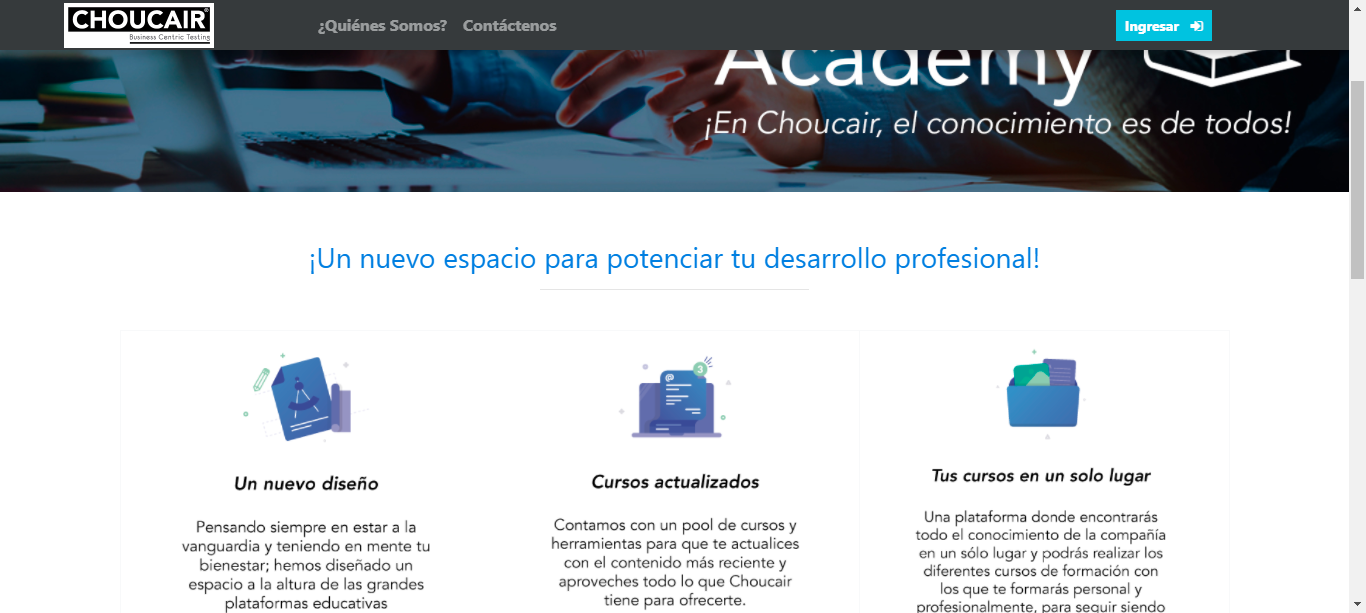 CHOUCAIR®
Business Centric Testing
¿Quiénes Somos? Contáctenos
Ingresar
Academy
¡En Choucair, el conocimiento es de todos!
¡Un nuevo espacio para potenciar tu desarrollo profesional!
@
3
Un nuevo diseño
Pensando siempre en estar a la
vanguardia y teniendo en mente tu
bienestar; hemos diseñado un
espacio a la altura de las grandes
plataformas educativas
Cursos actualizados
Contamos con un pool de cursos y
herramientas para que te actualices
con el contenido más reciente y
aproveches todo lo que Choucair
tiene para ofrecerte.
Tus cursos en un solo lugar
Una plataforma donde encontrarás
todo el conocimiento de la compañía
en un sólo lugar y podrás realizar los
diferentes cursos de formación con
los que te formarás personal y
profesionalmente, para seguir siendo